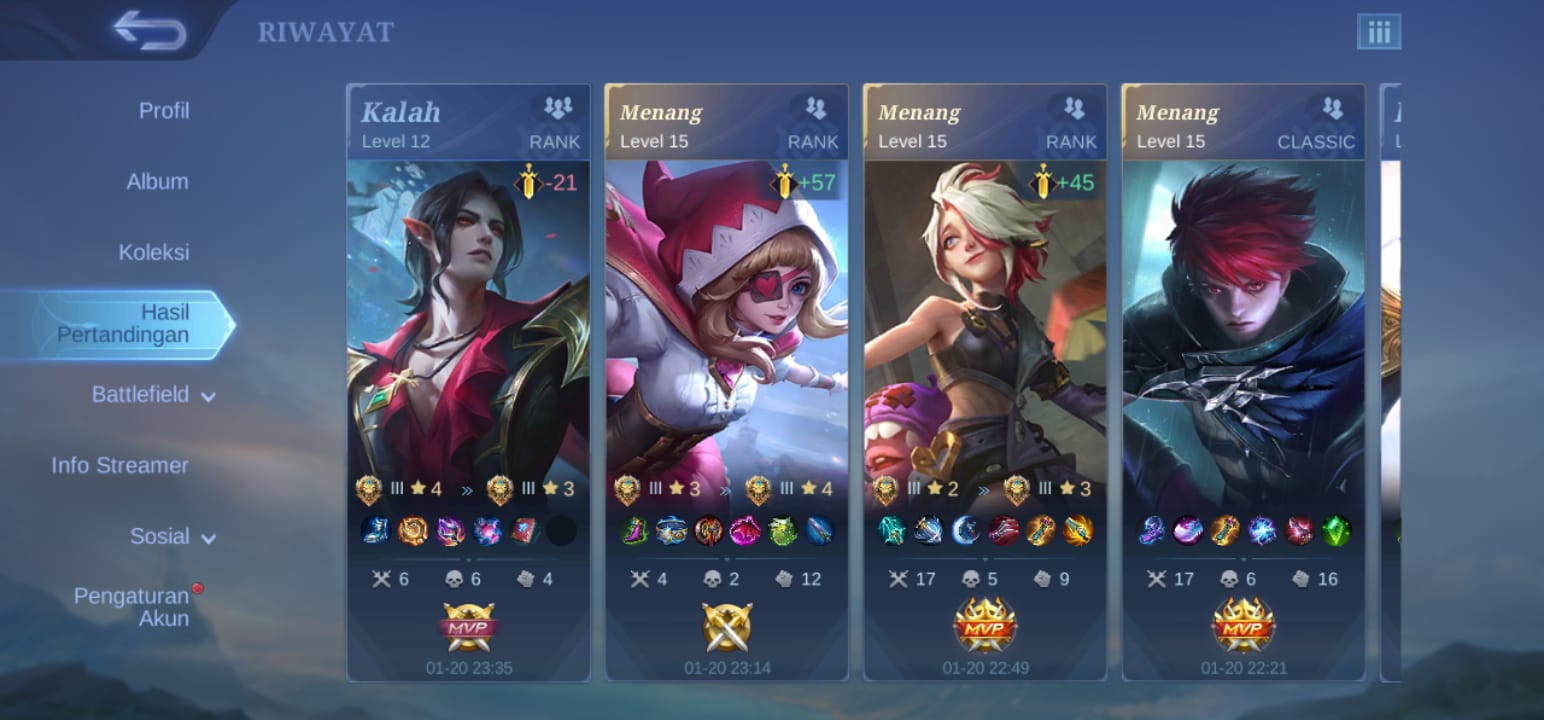 RIWAYAT
Profil
Album
Koleksi
Hasil
Pertandingan
Battlefield
Info Streamer
Sosial
Pengaturan
Akun
Kalah
Level 12 RANK
-21
III 4 » III 3
6 6 4
MVP
01-20 23:35
Menang
Level 15 RANK
+57
III 3 » III 4
4 2 12
01-20 23:14
Menang
Level 15 RANK
+45
III 2 » III 3
17 5 9
MVP
01-20 22:49
Menang
Level 15 CLASSIC
17 6 16
MVP
01-20 22:21